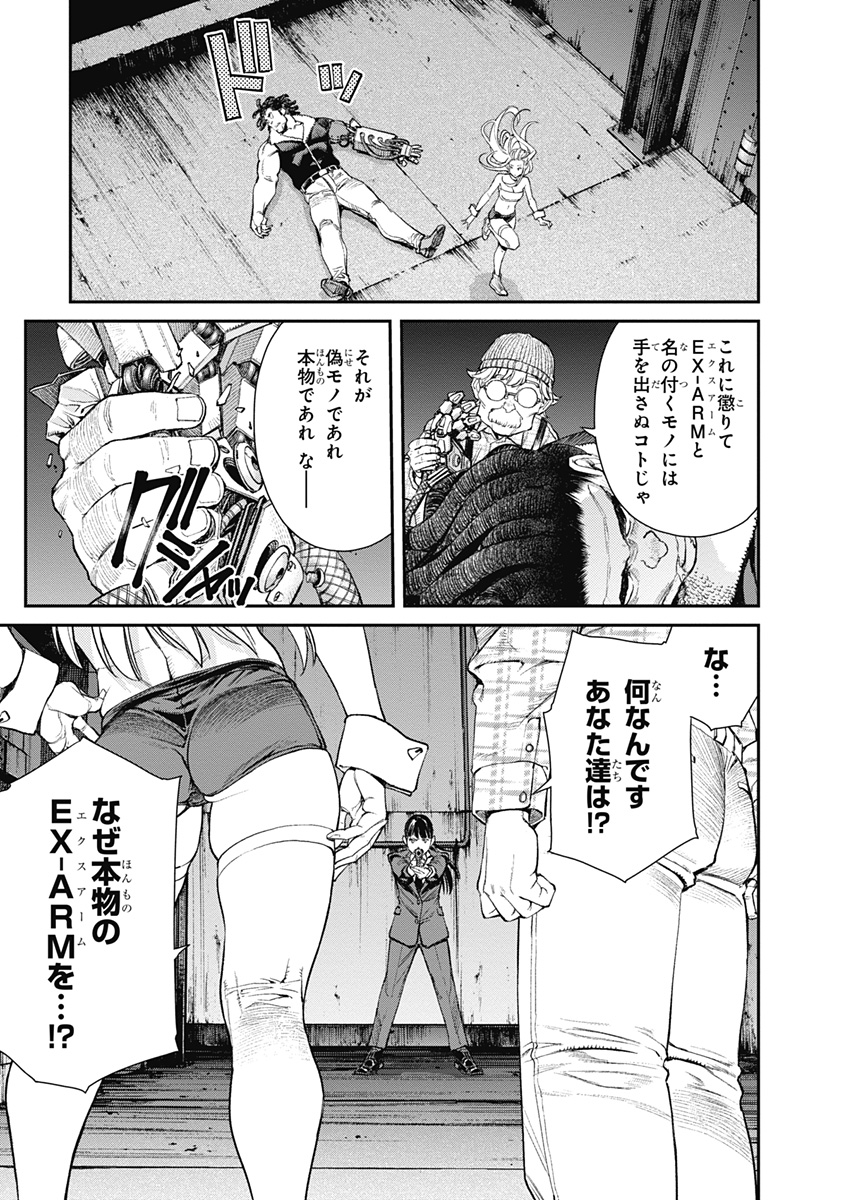 ドドッ
これに懲りて
EX-ARMと
名の付くモノには
手を出さぬコトじゃ
それが
偽モノであれ
本物であれ な――
グシャッ!
な…
何なんです
あなた達は!?
なぜ本物の
EX-ARMを…!?